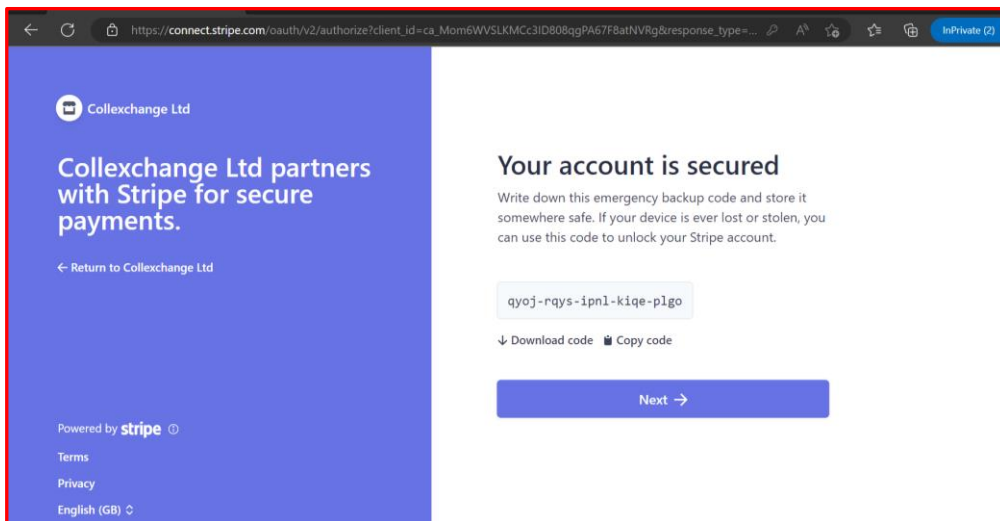 https://connect.stripe.com/oauth/v2/authorize?client_id=ca_Mom6WVSLKMCc3ID808qgPA67F8atNVRg&response_type=...
InPrivate (2)
Collexchange Ltd
Collexchange Ltd partners
with Stripe for secure
payments.
← Return to Collexchange Ltd
Powered by stripe
Terms
Privacy
English (GB)
Your account is secured
Write down this emergency backup code and store it
somewhere safe. If your device is ever lost or stolen, you
can use this code to unlock your Stripe account.
qyoj-rqys-ipnl-kiqe-plgo
Download code Copy code
Next →